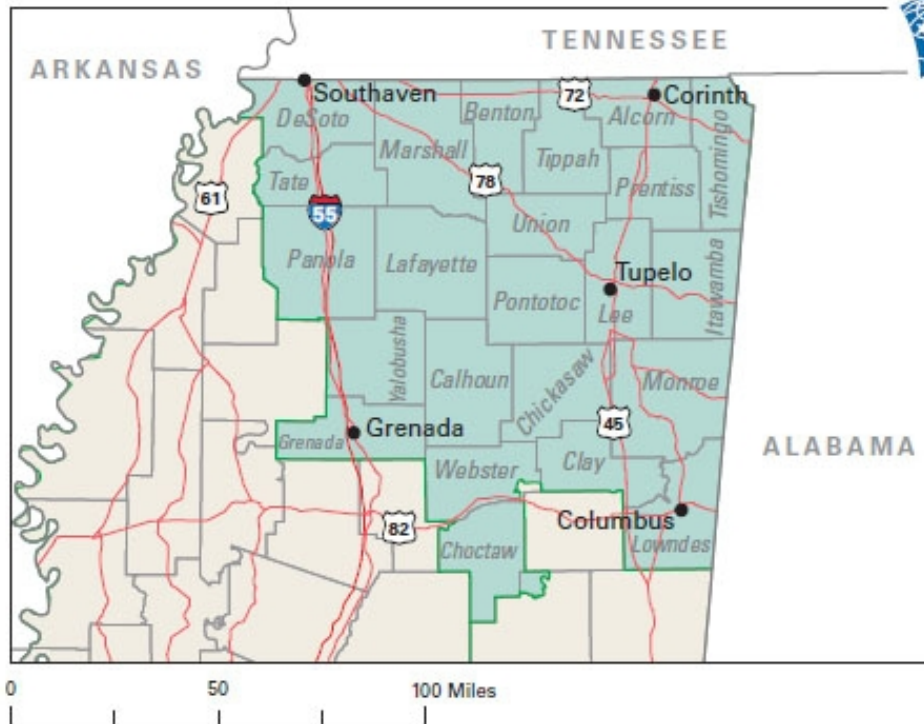 TENNESSEE
ARKANSAS
72
Southaven
Corinth
DeSoto
Benton
Alcorn
Marshall
Tippah
Tishomingo
61
Tate
78
Prentiss
55
Union
Panola
Lafayette
Itawamba
Tupelo
Pontotoc
Lee
Yalobusha
Calhoun
Chickasaw
Monroe
45
Grenada
Grenada
ALABAMA
Webster
Clay
82
Columbus
Choctaw
Lowndes
0 50 100 Miles